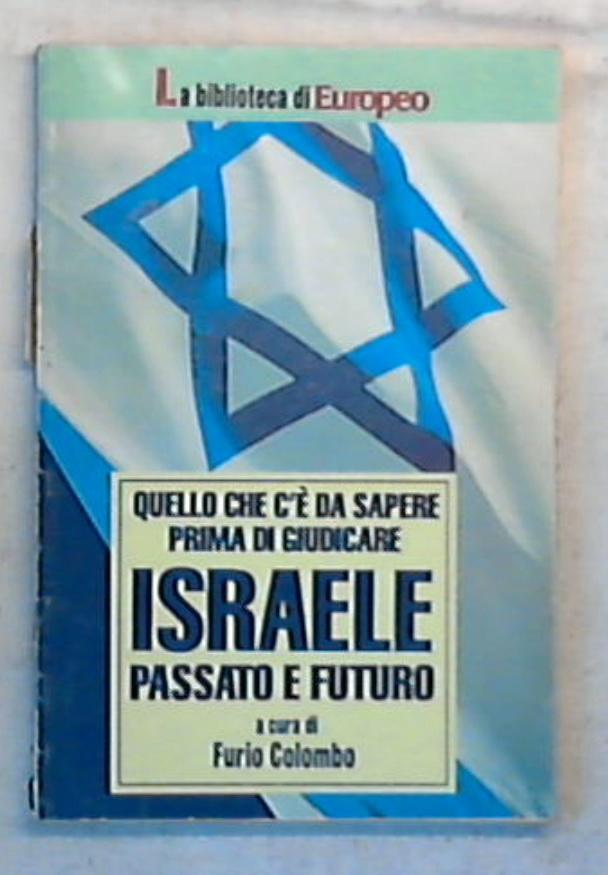 La biblioteca di Europeo
QUELLO CHE C'È DA SAPERE
PRIMA DI GIUDICARE
ISRAELE
PASSATO E FUTURO
a cura di
Furio Colombo